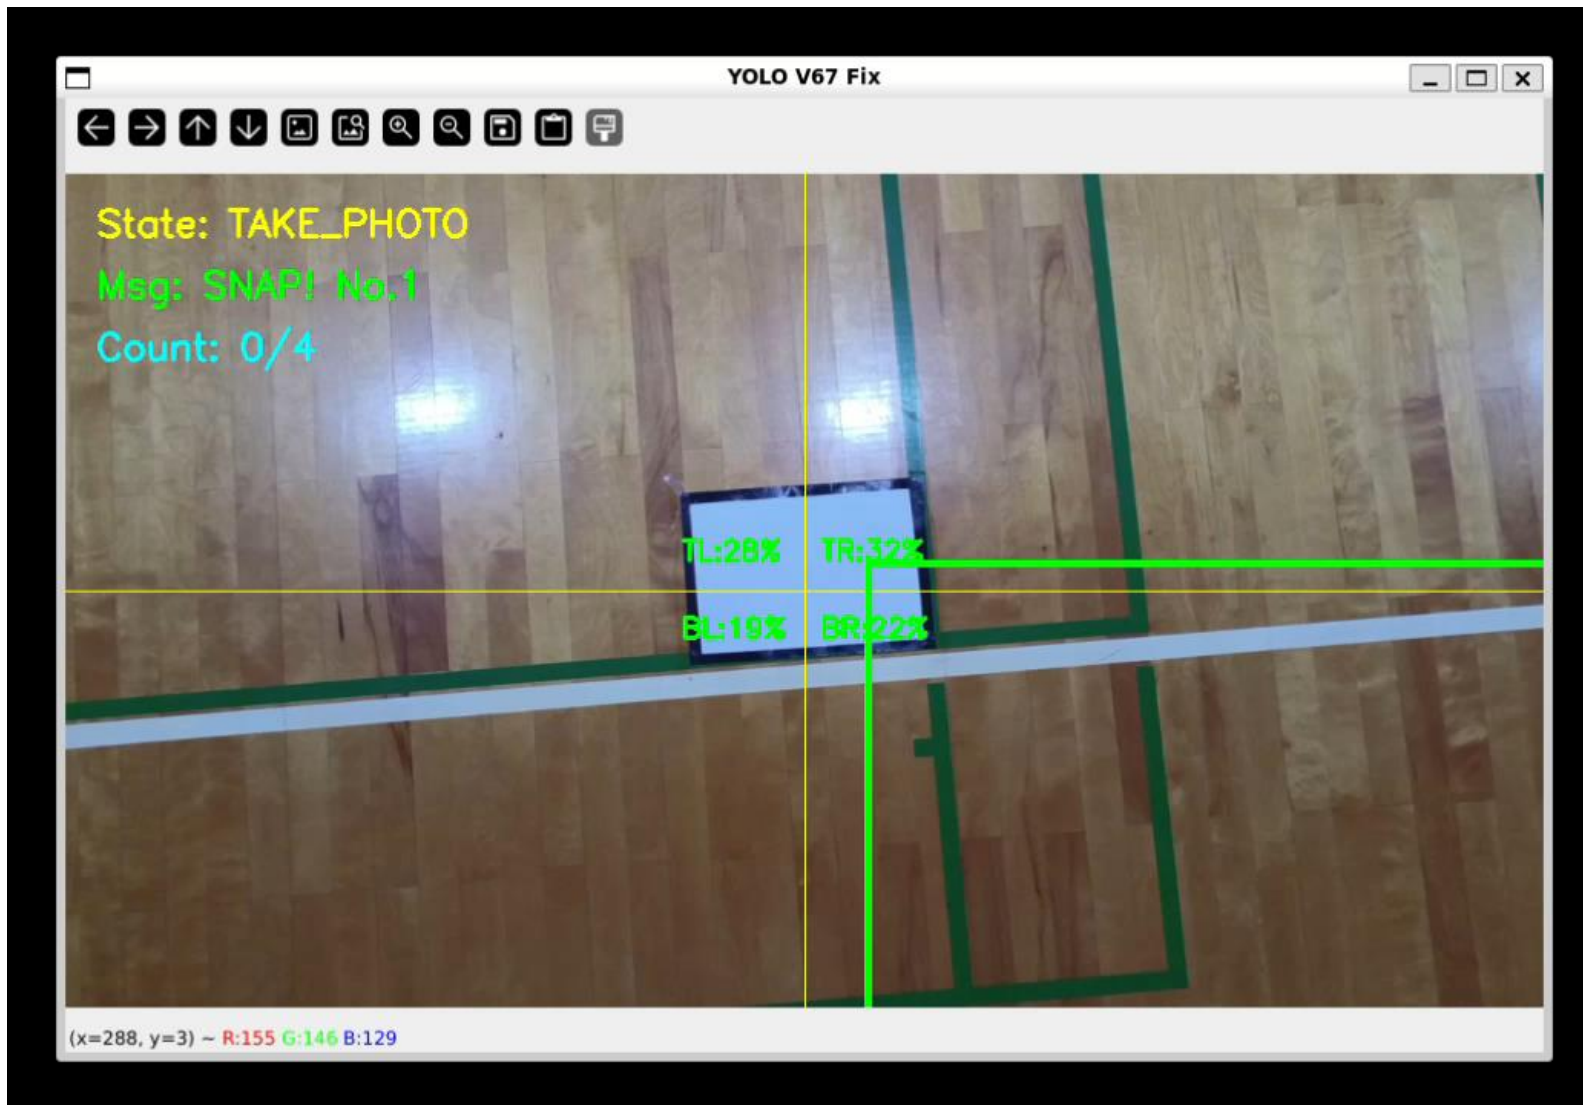 YOLO V67 Fix
State: TAKE_PHOTO
Msg: SNAP! No.1
Count: 0/4
TL:28% TR:32%
BL:19% BR:22%
(x=288, y=3) ~ R:155 G:146 B:129